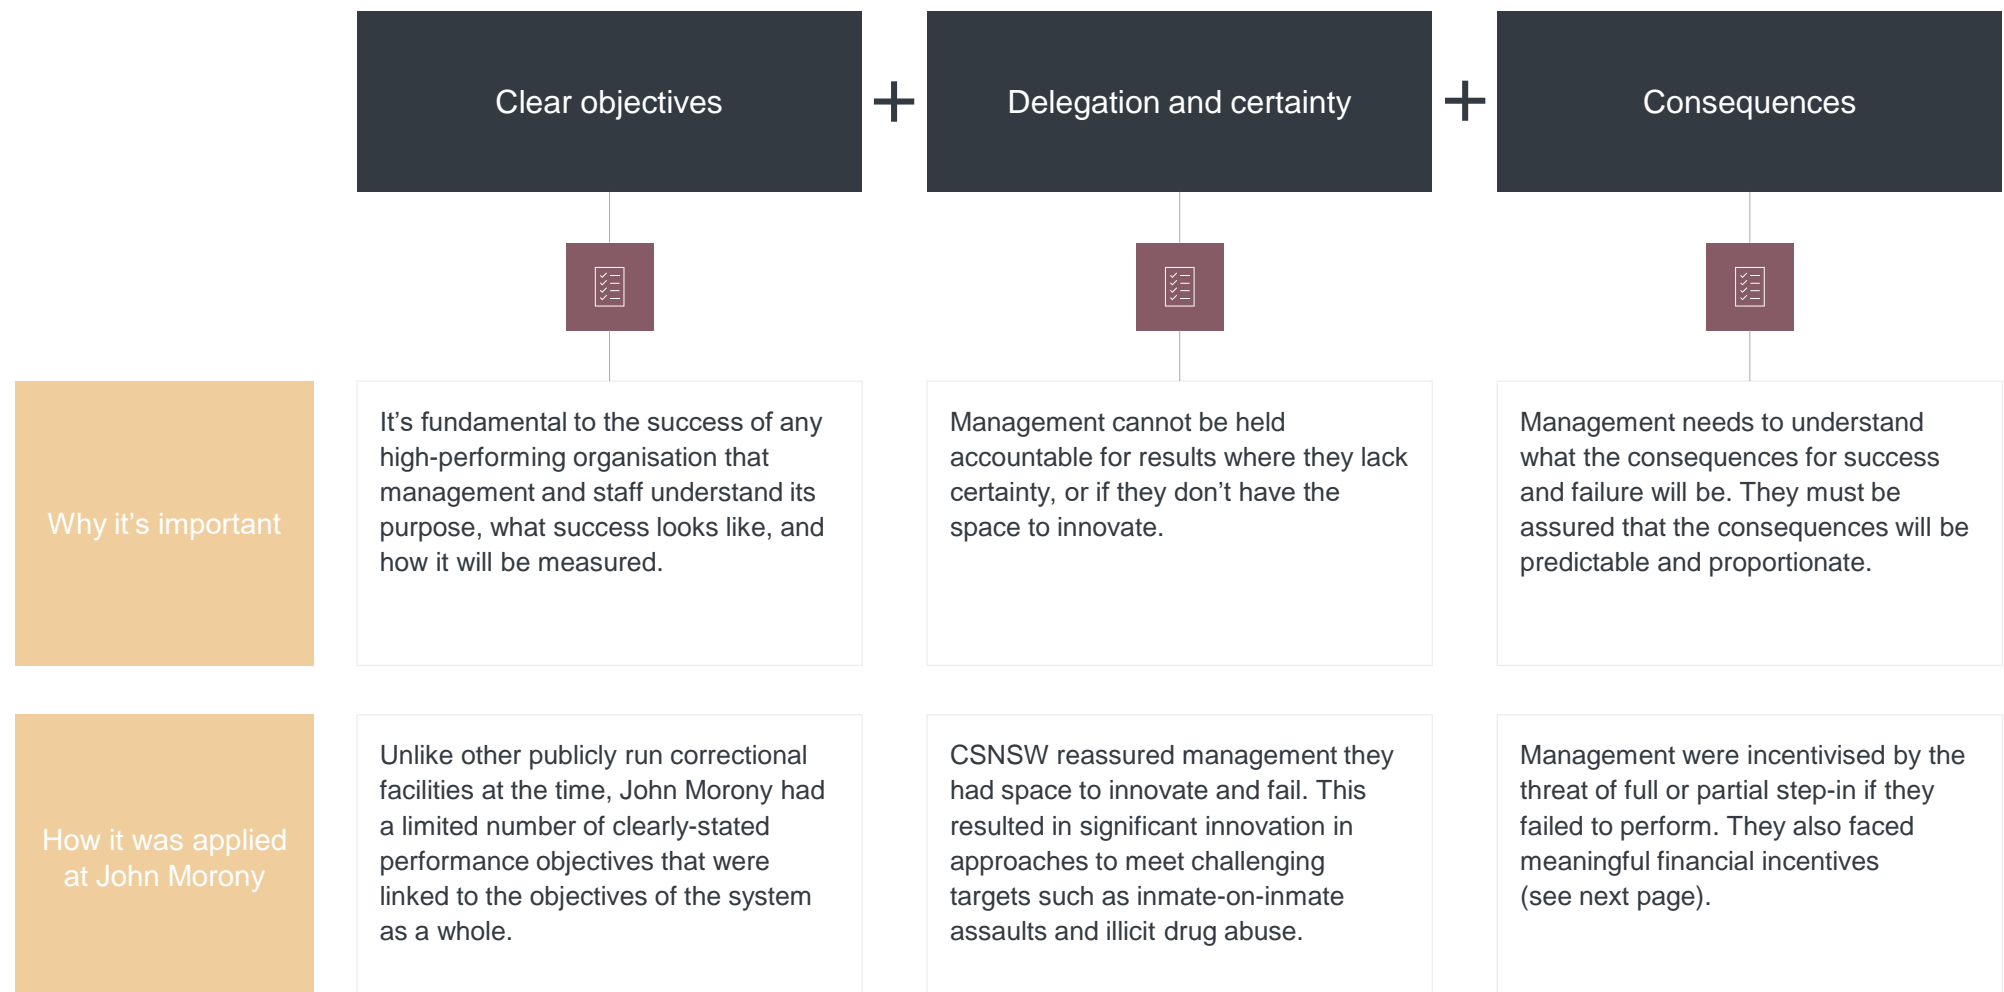 Clear objectives
+
Delegation and certainty
+
Consequences
Why it’s important
It’s fundamental to the success of any
high-performing organisation that
management and staff understand its
purpose, what success looks like, and
how it will be measured.
Management cannot be held
accountable for results where they lack
certainty, or if they don’t have the
space to innovate.
Management needs to understand
what the consequences for success
and failure will be. They must be
assured that the consequences will be
predictable and proportionate.
How it was applied
at John Morony
Unlike other publicly run correctional
facilities at the time, John Morony had
a limited number of clearly-stated
performance objectives that were
linked to the objectives of the system
as a whole.
CSNSW reassured management they
had space to innovate and fail. This
resulted in significant innovation in
approaches to meet challenging
targets such as inmate-on-inmate
assaults and illicit drug abuse.
Management were incentivised by the
threat of full or partial step-in if they
failed to perform. They also faced
meaningful financial incentives
(see next page).